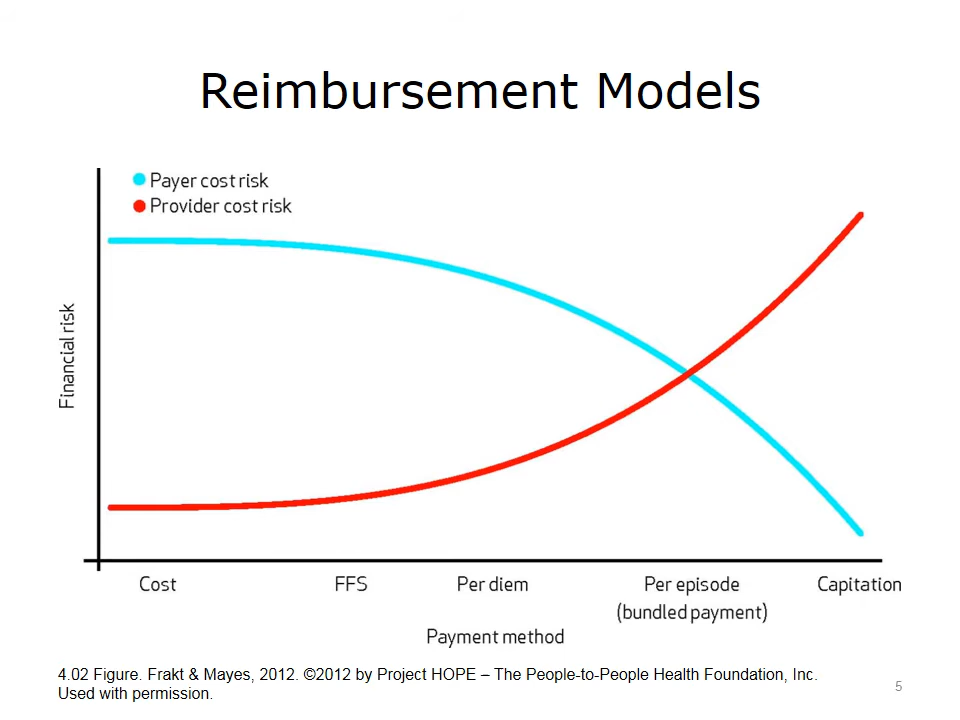 Reimbursement Models
Payer cost risk
Provider cost risk
Financial risk
Cost
FFS
Per diem
Per episode
(bundled payment)
Capitation
Payment method
4.02 Figure. Frakt & Mayes, 2012. ©2012 by Project HOPE – The People-to-People Health Foundation, Inc.
Used with permission.
5